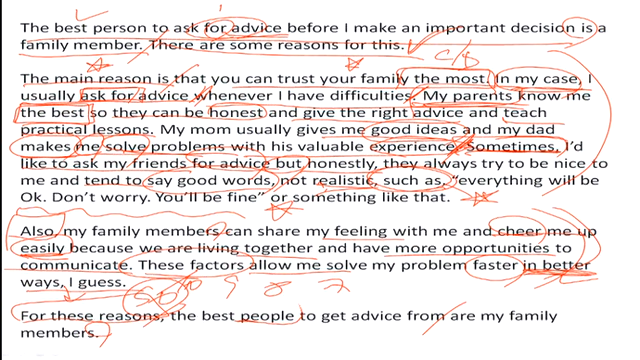 The best person to ask for advice before I make an important decision is a
family member. There are some reasons for this.
C/B
The main reason is that you can trust your family the most. In my case, I
usually ask for advice whenever I have difficulties. My parents know me
the best so they can be honest and give the right advice and teach
practical lessons. My mom usually gives me good ideas and my dad
makes me solve problems with his valuable experience. Sometimes, I'd
like to ask my friends for advice but honestly, they always try to be nice to
me and tend to say good words, not realistic, such as, "everything will be
Ok. Don't worry. You'll be fine" or something like that.
Also, my family members can share my feeling with me and cheer me up
easily because we are living together and have more opportunities to
communicate. These factors allow me solve my problem faster in better
ways, I guess.
For these reasons, the best people to get advice from are my family
members.